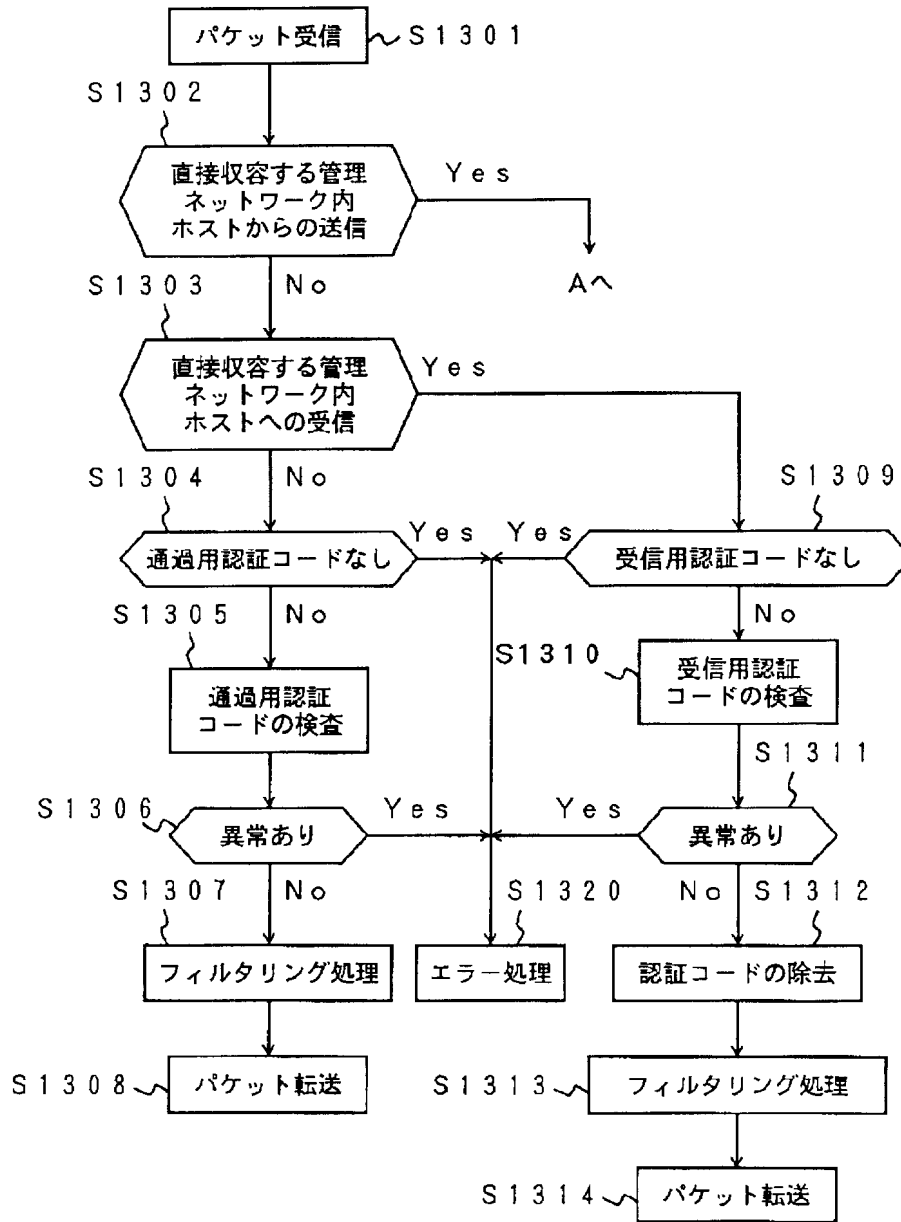 パケット受信
S1301
S1302
直接収容する管理
ネットワーク内
ホストからの送信
Yes
Aへ
No
S1303
直接収容する管理
ネットワーク内
ホストへの受信
Yes
No
S1304
S1309
通過用認証コードなし
Yes
Yes
受信用認証コードなし
No
S1305
No
S1310
通過用認証
コードの検査
受信用認証
コードの検査
S1311
S1306
異常あり
Yes
Yes
異常あり
S1307
No
S1320
No
S1312
フィルタリング処理
エラー処理
認証コードの除去
S1308
パケット転送
S1313
フィルタリング処理
S1314
パケット転送